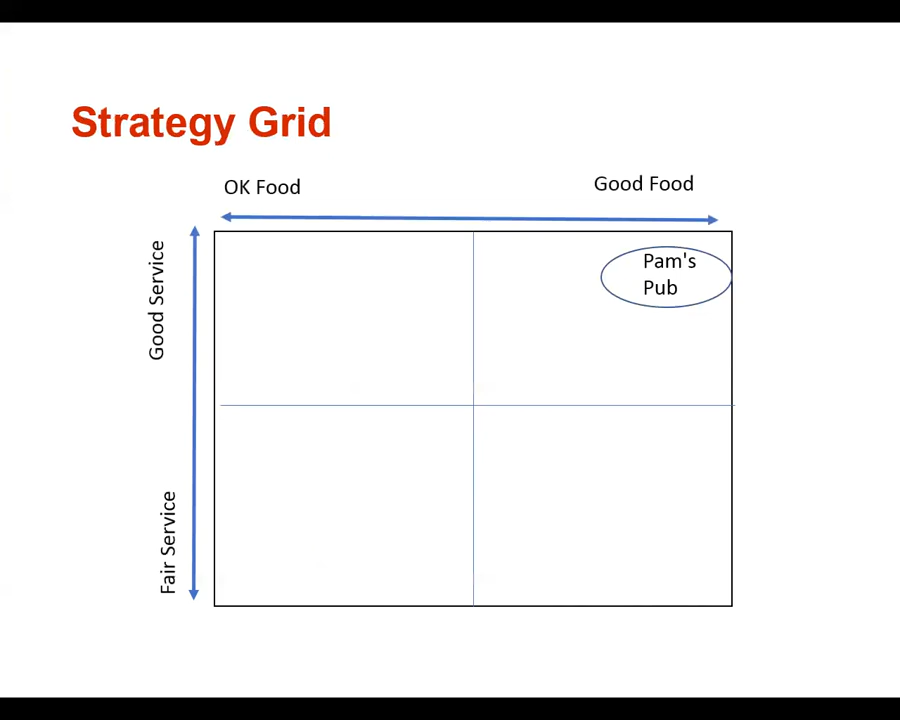 Strategy Grid
OK Food
Good Food
Good Service
Pam's
Pub
Fair Service